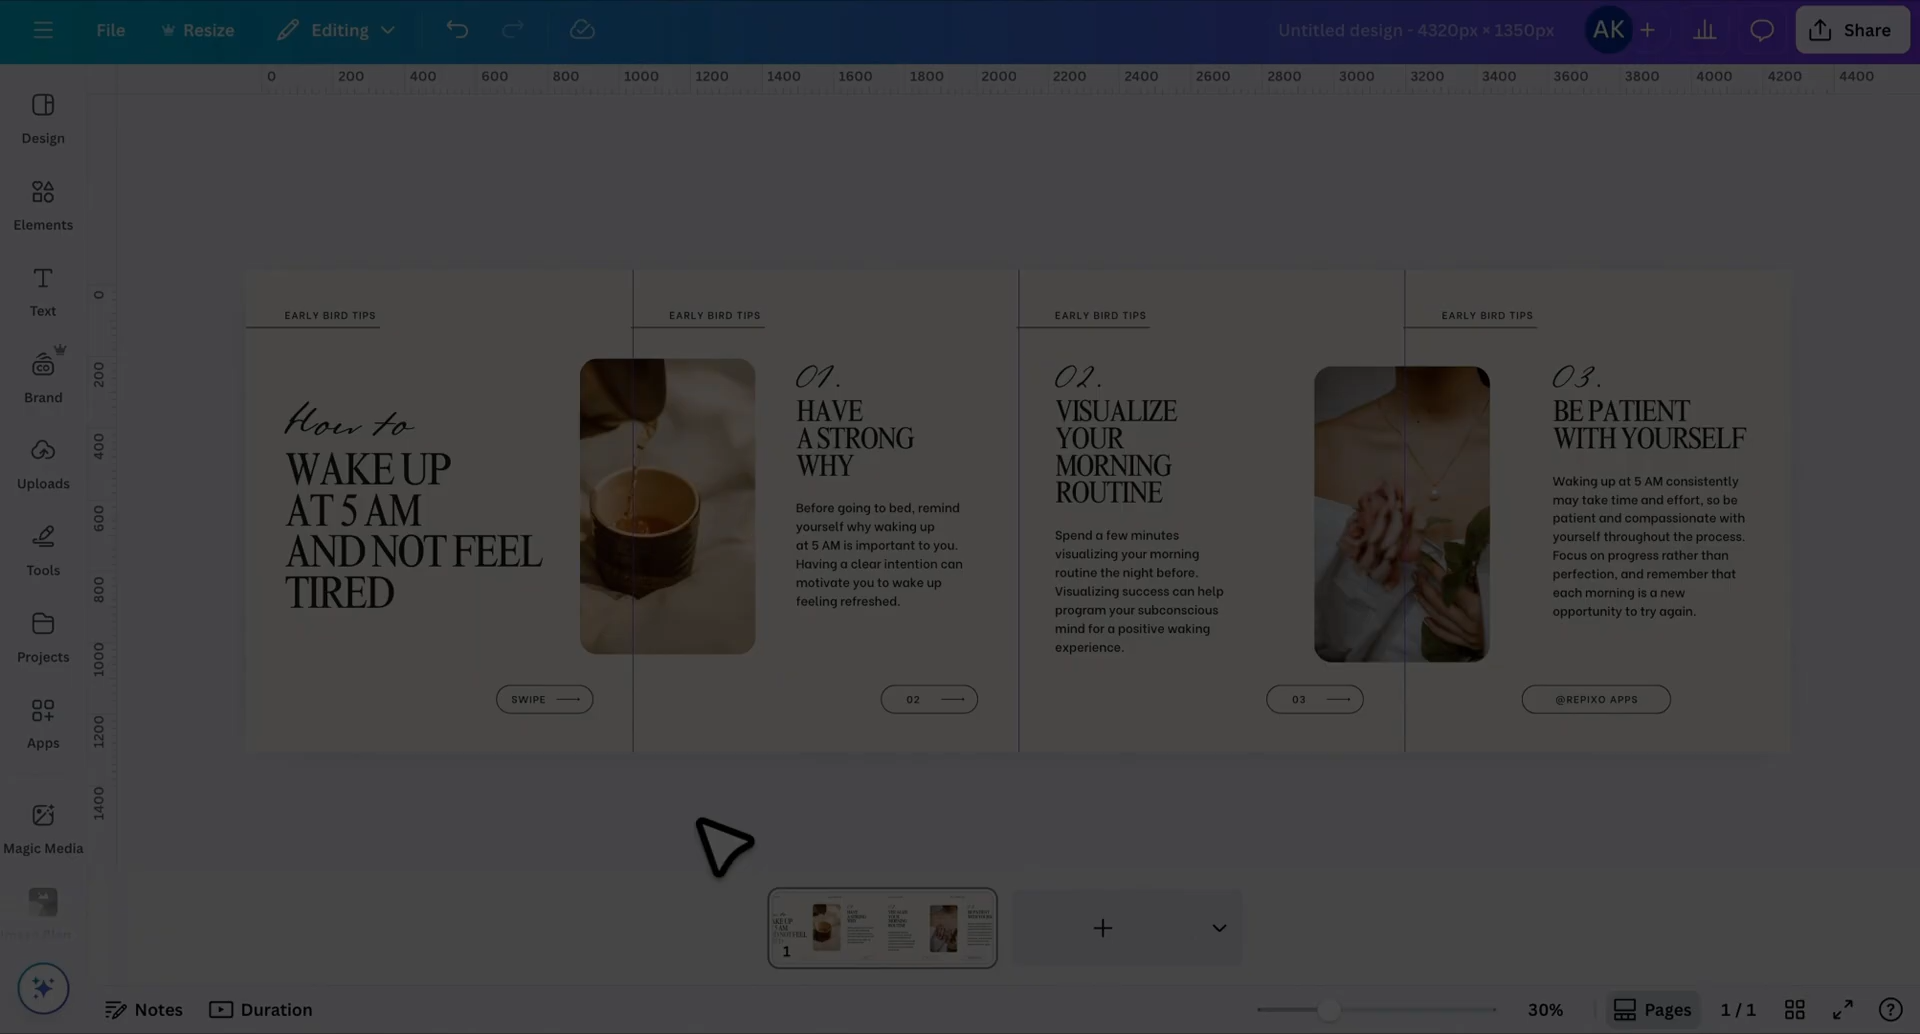 File
Resize
Editing
Untitled design - 4320px × 1350px
AK
Share
0 200 400 600 800 1000 1200 1400 1600 1800 2000 2200 2400 2600 2800 3000 3200 3400 3600 3800 4000 4200 4400
Design
Elements
Text
Brand
Uploads
Tools
Projects
Apps
Magic Media
0
200
400
600
800
1000
1200
1400
EARLY BIRD TIPS
How to
WAKE UP
AT 5 AM
AND NOT FEEL
TIRED
SWIPE
EARLY BIRD TIPS
01.
HAVE
A STRONG
WHY
Before going to bed, remind
yourself why waking up
at 5 AM is important to you.
Having a clear intention can
motivate you to wake up
feeling refreshed.
02
EARLY BIRD TIPS
02.
VISUALIZE
YOUR
MORNING
ROUTINE
Spend a few minutes
visualizing your morning
routine the night before.
Visualizing success can help
program your subconscious
mind for a positive waking
experience.
03
EARLY BIRD TIPS
03.
BE PATIENT
WITH YOURSELF
Waking up at 5 AM consistently
may take time and effort, so be
patient and compassionate with
yourself throughout the process.
Focus on progress rather than
perfection, and remember that
each morning is a new
opportunity to try again.
@REPIXO APPS
1
Notes
Duration
30%
Pages
1 / 1